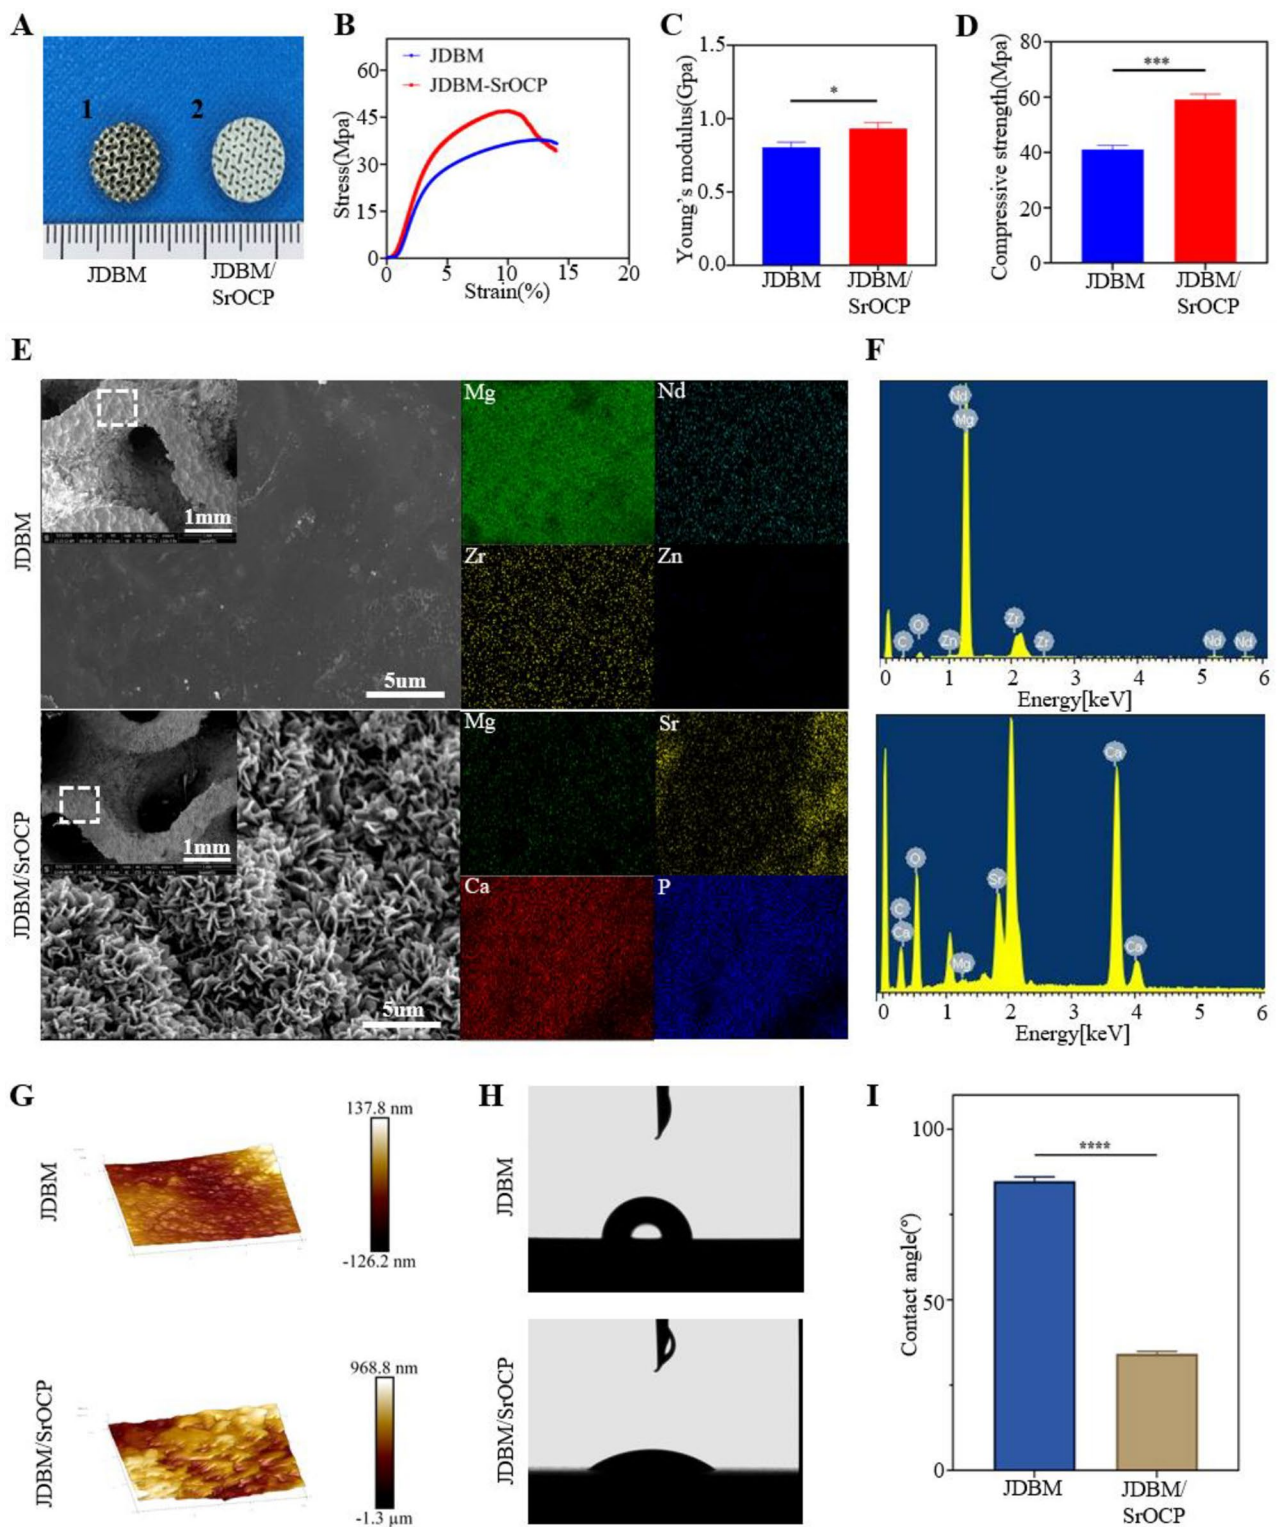 A
1
2
JDBM
JDBM/
SrOCP
B
JDBM
JDBM-SrOCP
Stress(Mpa)
60
45
30
15
0
0
5
10
15
20
Strain(%)
C
Young's modulus(Gpa)
1.5
1.0
0.5
0.0
*
JDBM
JDBM/
SrOCP
D
Compressive strength(Mpa)
80
60
40
20
0
***
JDBM
JDBM/
SrOCP
E
JDBM
1mm
5um
Mg
Nd
Zr
Zn
JDBM/SrOCP
1mm
5um
Mg
Sr
Ca
P
F
Nd
Mg
C
O
Zn
Zr
Zr
Nd
Nd
0
1
2
3
4
5
6
Energy[keV]
C
Ca
O
Mg
Sr
Ca
Ca
0
1
2
3
4
5
6
Energy[keV]
G
JDBM
137.8 nm
-126.2 nm
JDBM/SrOCP
968.8 nm
-1.3 μm
H
JDBM
JDBM/SrOCP
I
Contact angle(°)
100
50
0
****
JDBM
JDBM/
SrOCP